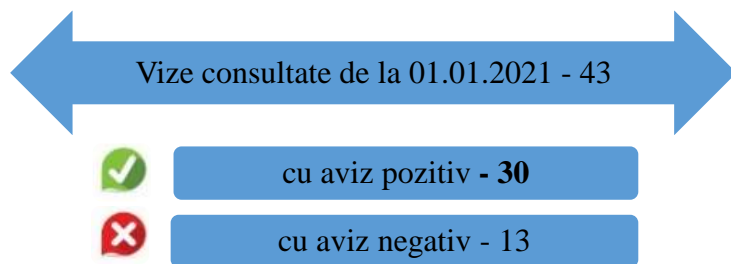 Vize consultate de la 01.01.2021 - 43
cu aviz pozitiv - 30
cu aviz negativ - 13